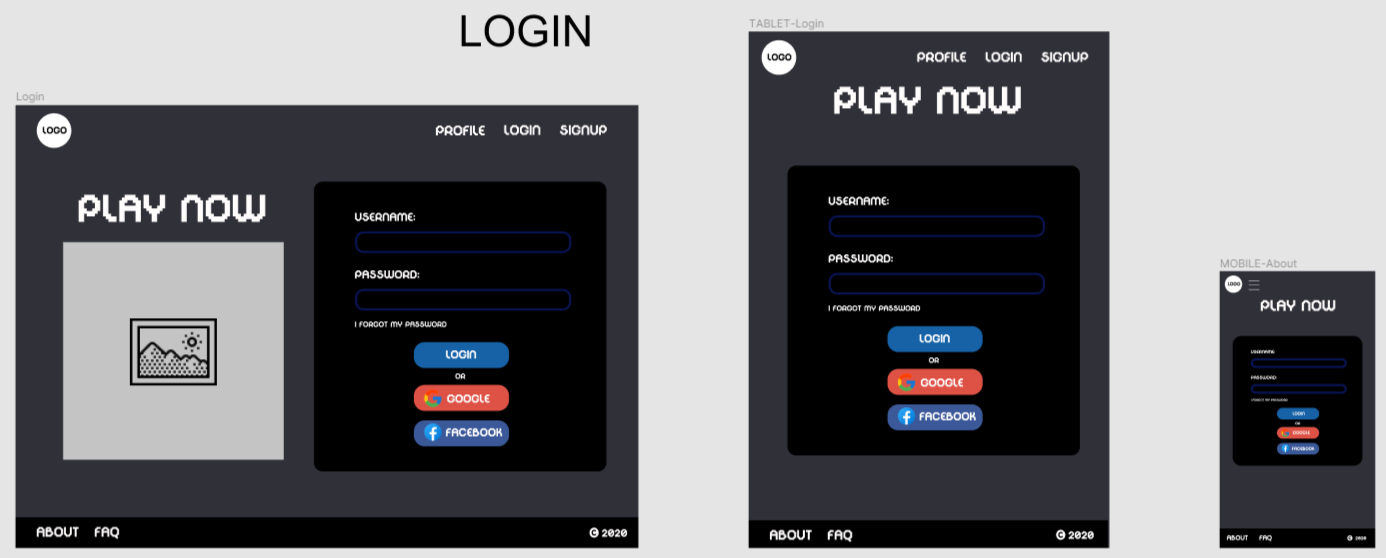 LOGIN
Login
LOGO
PROFILE LOGIN SIGNUP
PLAY NOW
USERNAME:
PASSWORD:
I FORGOT MY PASSWORD
LOGIN
OR
GOOGLE
FACEBOOK
ABOUT FAQ
© 2020
TABLET-Login
LOGO
PROFILE LOGIN SIGNUP
PLAY NOW
USERNAME:
PASSWORD:
I FORGOT MY PASSWORD
LOGIN
OR
GOOGLE
FACEBOOK
ABOUT FAQ
© 2020
MOBILE-About
LOGO
PLAY NOW
USERNAME:
PASSWORD:
I FORGOT MY PASSWORD
LOGIN
OR
GOOGLE
FACEBOOK
ABOUT FAQ
© 2020